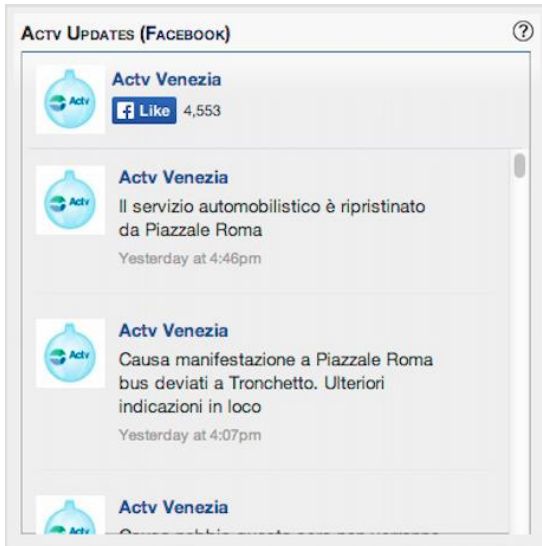 ACTV UPDATES (FACEBOOK)
?
Actv
Actv Venezia
f Like 4,553
Actv
Actv Venezia
Il servizio automobilistico è ripristinato
da Piazzale Roma
Yesterday at 4:46pm
Actv
Actv Venezia
Causa manifestazione a Piazzale Roma
bus deviati a Tronchetto. Ulteriori
indicazioni in loco
Yesterday at 4:07pm
Actv
Actv Venezia